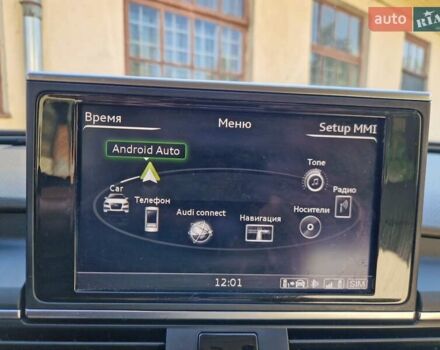 auto RIA
Время
Меню
Setup MMI
Android Auto
Tone
Car
Телефон
Радио
Audi connect
Навигация
Носители
12:01
SIM